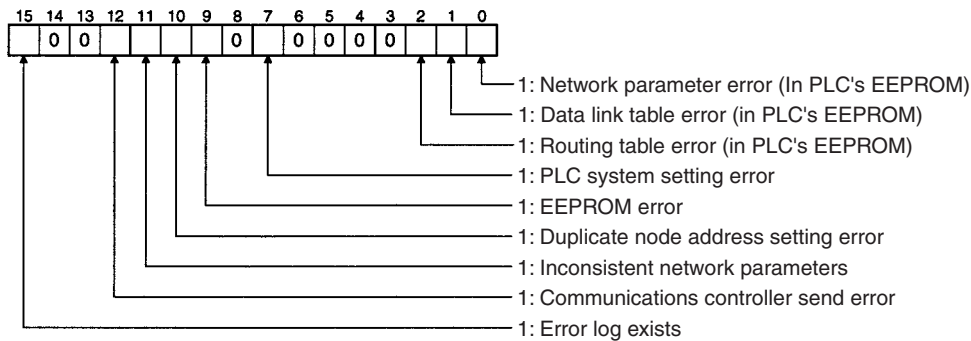 15 14 13 12 11 10 9 8 7 6 5 4 3 2 1 0
0 0 0 0 0 0 0
1: Network parameter error (In PLC's EEPROM)
1: Data link table error (in PLC's EEPROM)
1: Routing table error (in PLC's EEPROM)
1: PLC system setting error
1: EEPROM error
1: Duplicate node address setting error
1: Inconsistent network parameters
1: Communications controller send error
1: Error log exists